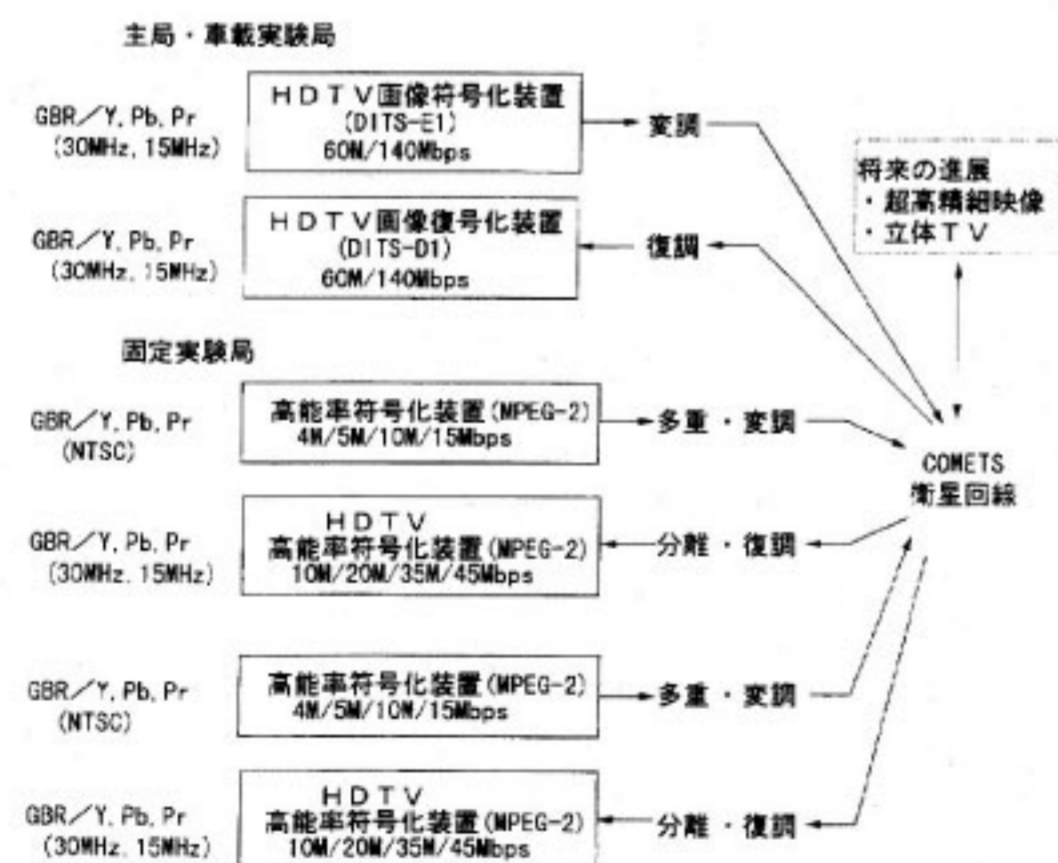 主局・車載実験局
GBR／Y, Pb, Pr
(30MHz, 15MHz)
ＨＤＴＶ画像符号化装置
(DITS-E1)
60M/140Mbps
変調
GBR／Y, Pb, Pr
(30MHz, 15MHz)
ＨＤＴＶ画像復号化装置
(DITS-D1)
60M/140Mbps
復調
将来の進展
・超高精細映像
・立体ＴＶ
固定実験局
GBR／Y, Pb, Pr
(NTSC)
高能率符号化装置(MPEG-2)
4M/5M/10M/15Mbps
多重・変調
COMETS
衛星回線
GBR／Y, Pb, Pr
(30MHz, 15MHz)
ＨＤＴＶ
高能率符号化装置(MPEG-2)
10M/20M/35M/45Mbps
分離・復調
GBR／Y, Pb, Pr
(NTSC)
高能率符号化装置(MPEG-2)
4M/5M/10M/15Mbps
多重・変調
GBR／Y, Pb, Pr
(30MHz, 15MHz)
ＨＤＴＶ
高能率符号化装置(MPEG-2)
10M/20M/35M/45Mbps
分離・復調